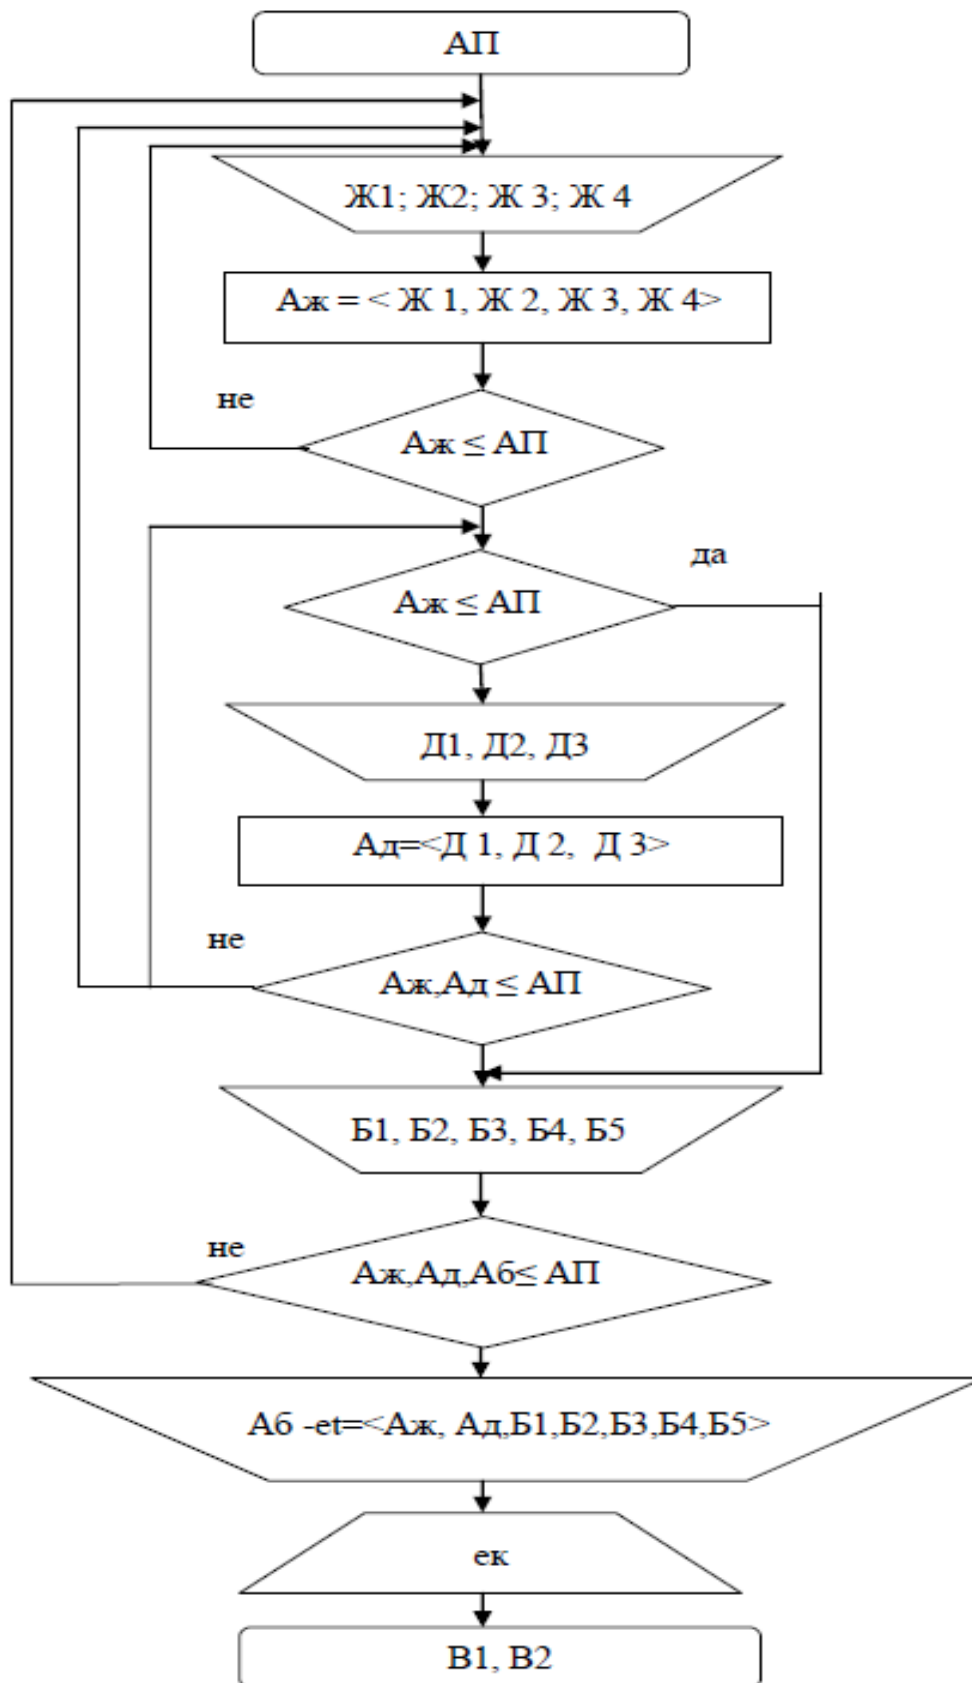 АП
Ж1; Ж2; Ж 3; Ж 4
Аж = < Ж 1, Ж 2, Ж 3, Ж 4>
не
Аж ≤ АП
да
Аж ≤ АП
Д1, Д2, Д3
Ад=<Д 1, Д 2, Д 3>
не
Аж,Ад ≤ АП
Б1, Б2, Б3, Б4, Б5
не
Аж,Ад,Аб≤ АП
Аб -et=<Аж, Ад,Б1,Б2,Б3,Б4,Б5>
ек
В1, В2